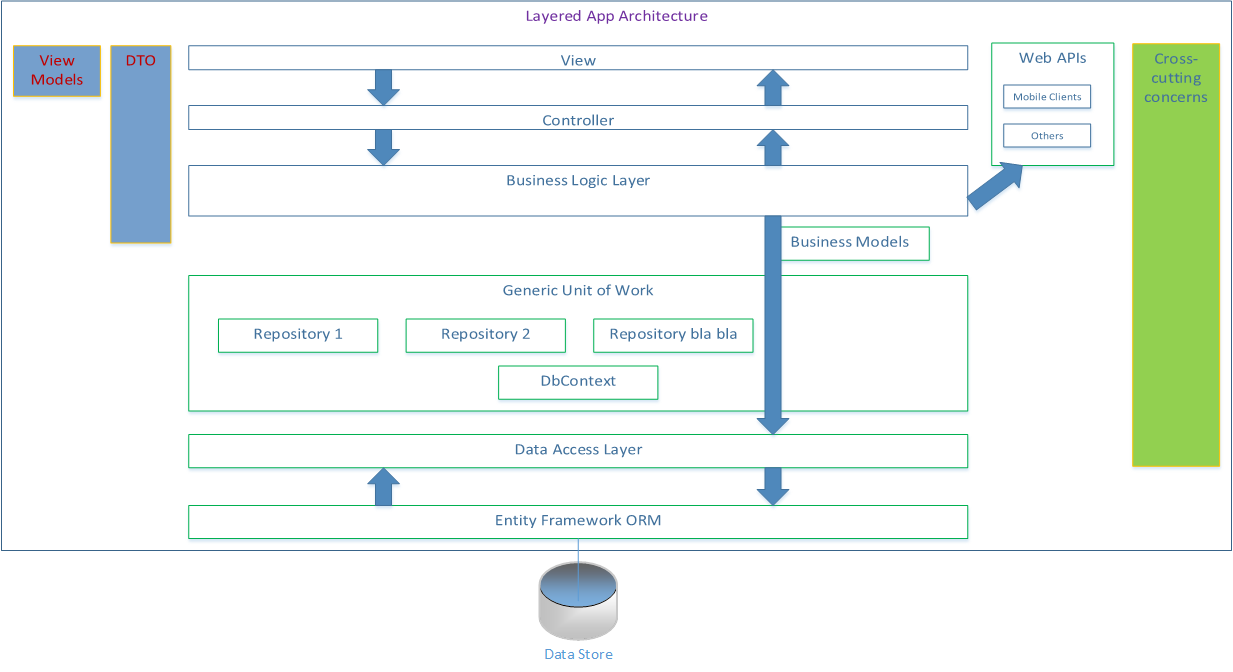 Layered App Architecture
View
Models
DTO
View
Web APIs
Cross-
cutting
concerns
Mobile Clients
Controller
Others
Business Logic Layer
Business Models
Generic Unit of Work
Repository 1
Repository 2
Repository bla bla
DbContext
Data Access Layer
Entity Framework ORM
Data Store